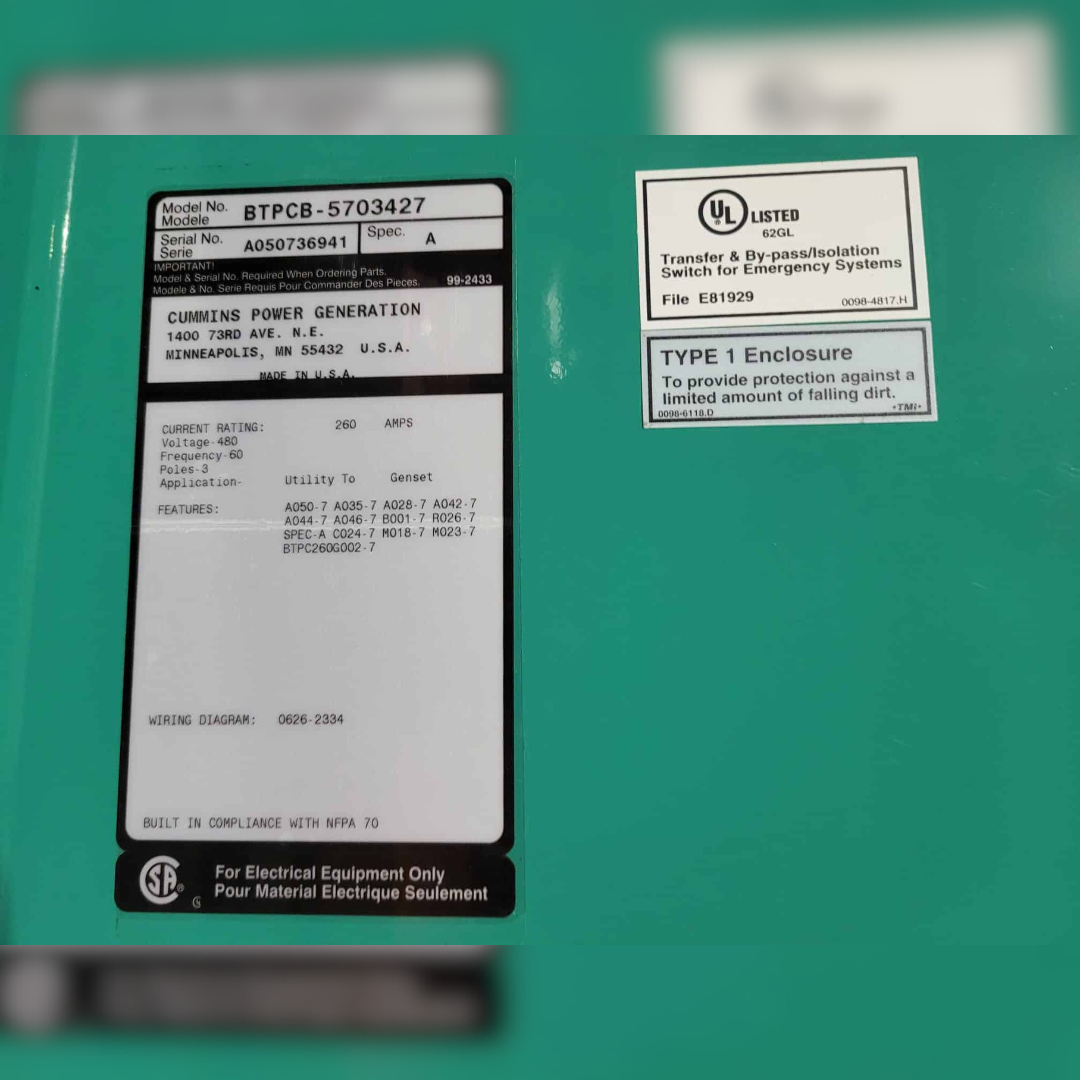 Model No. BTPCB-5703427
Modele
Serial No. A050736941 Spec. A
Serie
IMPORTANT!
Model & Serial No. Required When Ordering Parts.
Modele & No. Serie Requis Pour Commander Des Pieces. 99-2433
CUMMINS POWER GENERATION
1400 73RD AVE. N.E.
MINNEAPOLIS, MN 55432 U.S.A.
MADE IN U.S.A.
CURRENT RATING: 260 AMPS
Voltage-480
Frequency-60
Poles-3
Application- Utility To Genset
FEATURES: A050-7 A035-7 A028-7 A042-7
A044-7 A046-7 B001-7 R026-7
SPEC-A C024-7 M018-7 M023-7
BTPC260G002-7
WIRING DIAGRAM: 0626-2334
BUILT IN COMPLIANCE WITH NFPA 70
SA ®
For Electrical Equipment Only
Pour Material Electrique Seulement
UL ® LISTED
62GL
Transfer & By-pass/Isolation
Switch for Emergency Systems
File E81929 0098-4817.H
TYPE 1 Enclosure
To provide protection against a
limited amount of falling dirt.
0098-6118.D •TMi•